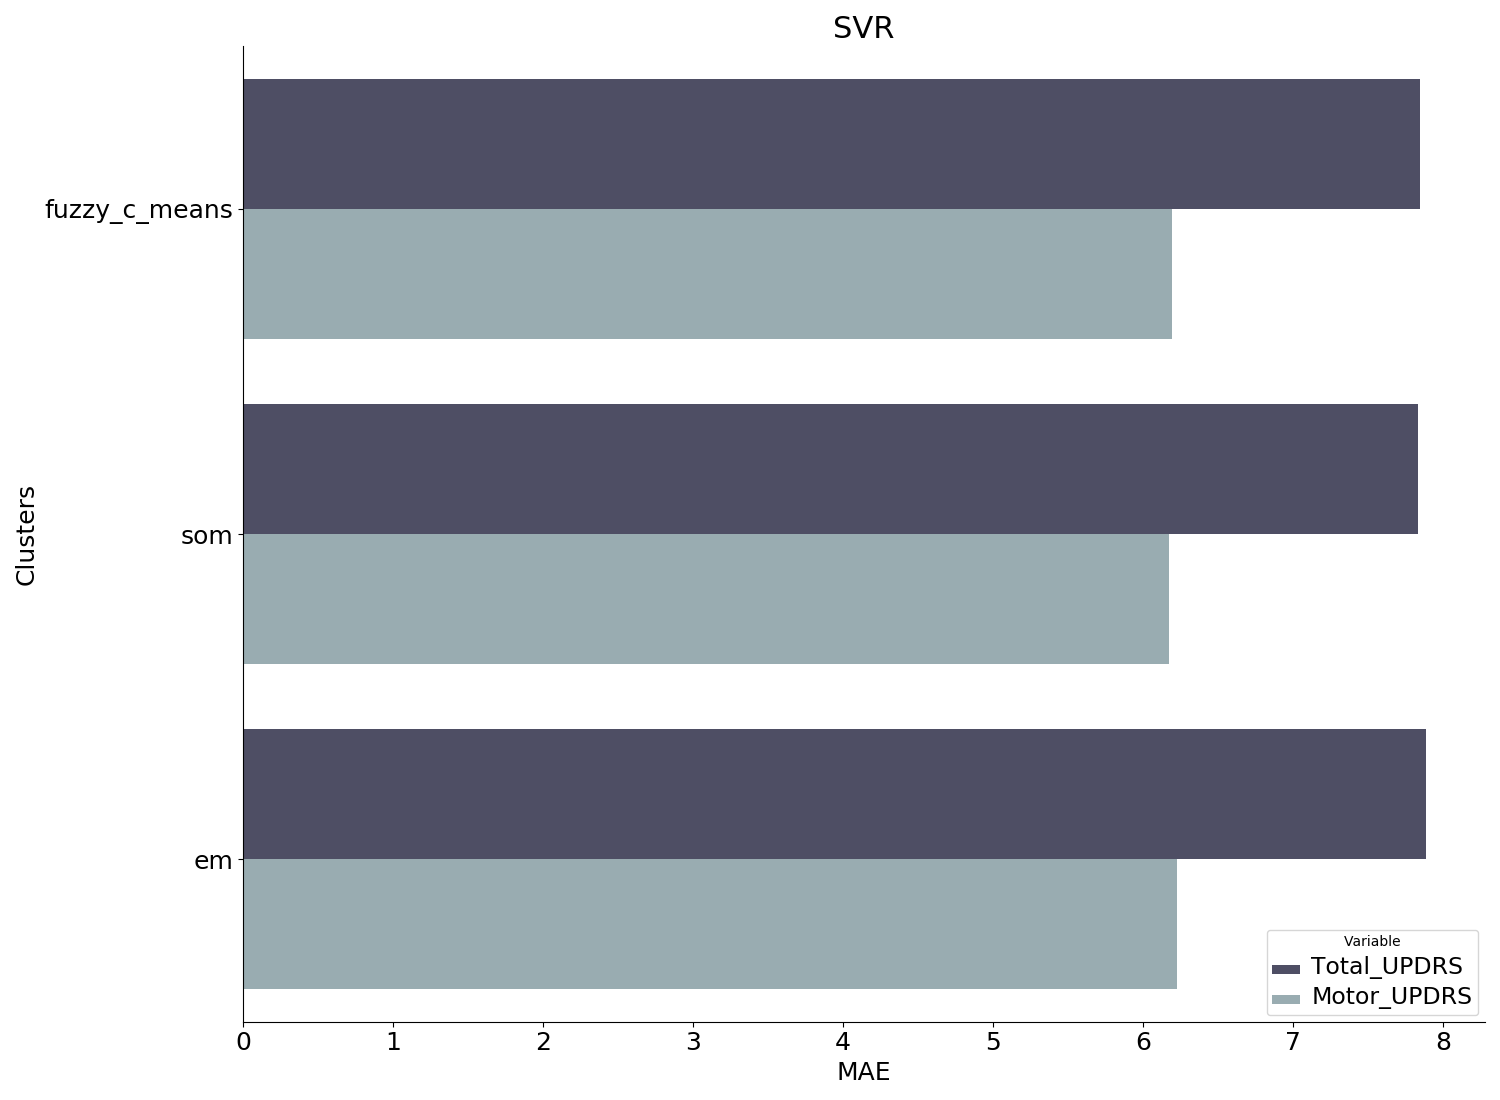 SVR
fuzzy_c_means
som
em
Clusters
0 1 2 3 4 5 6 7 8
MAE
Variable
Total_UPDRS
Motor_UPDRS